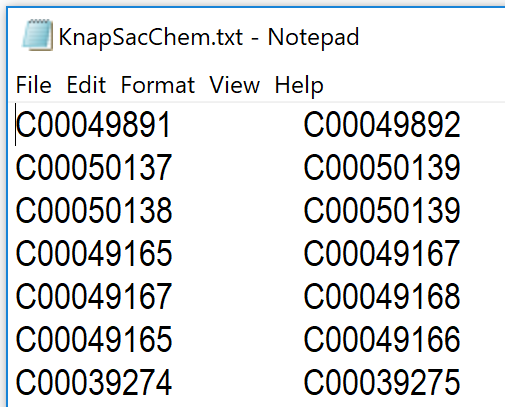 KnapSacChem.txt - Notepad
File Edit Format View Help
C00049891 C00049892
C00050137 C00050139
C00050138 C00050139
C00049165 C00049167
C00049167 C00049168
C00049165 C00049166
C00039274 C00039275